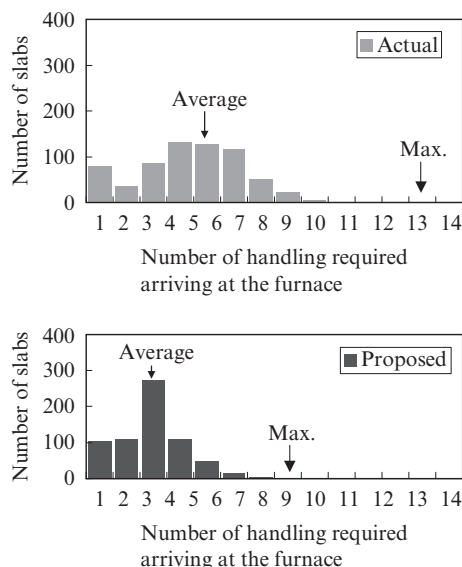 400
Actual
300
Number of slabs
200
Average
Max.
100
0
1 2 3 4 5 6 7 8 9 10 11 12 13 14
Number of handling required
arriving at the furnace
400
Average
Proposed
300
Number of slabs
200
Max.
100
0
1 2 3 4 5 6 7 8 9 10 11 12 13 14
Number of handling required
arriving at the furnace